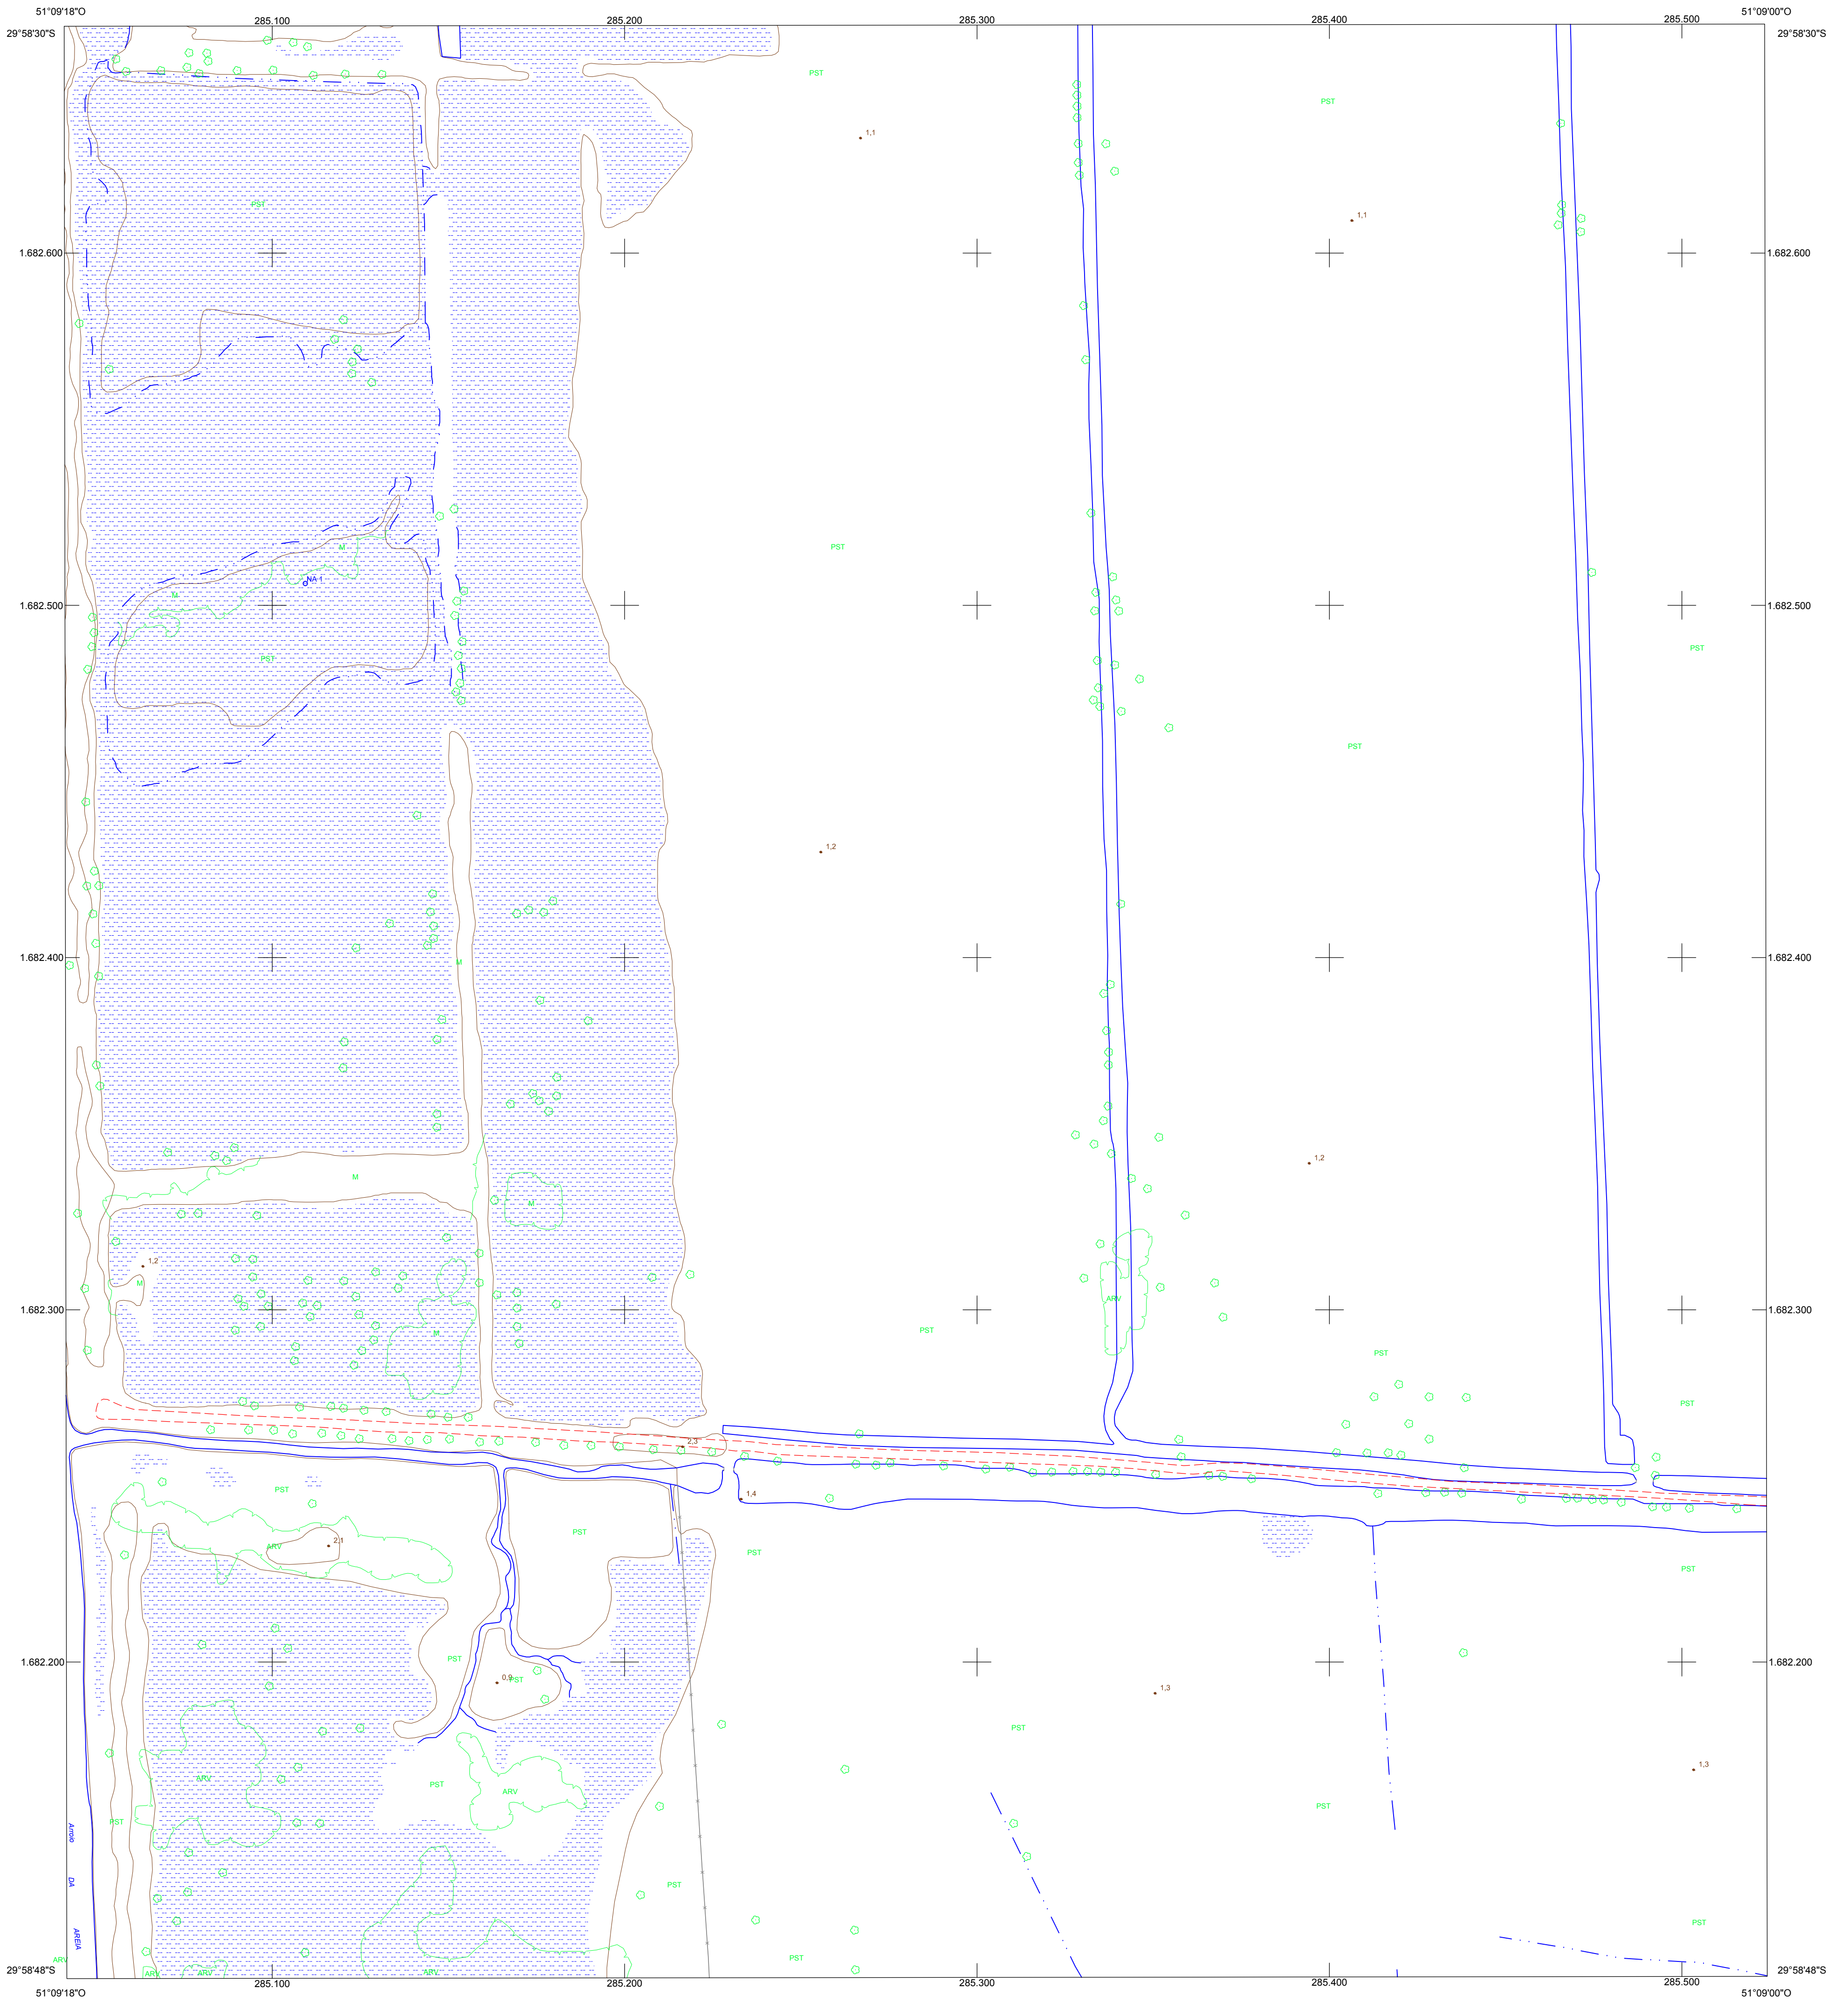 51°09'18"O
51°09'00"O
285.100
285.200
285.300
285.400
285.500
29°58'30"S
29°58'30"S
PST
PST
1,1
PST
1,1
1.682.600
1.682.600
M
PST
NA 1
M
1.682.500
1.682.500
PST
PST
PST
1,2
1.682.400
M
1.682.400
1,2
M
M
1,2
M
ARV
1.682.300
1.682.300
PST
M
PST
PST
2,3
PST
1,4
PST
2,1
ARV
PST
PST
PST
1.682.200
1.682.200
0,9
PST
1,3
PST
1,3
ARV
PST
ARV
PST
PST
Arroio
DA
PST
PST
AREIA
ARV
ARV
ARV
ARV
PST
29°58'48"S
29°58'48"S
285.100
285.200
285.300
285.400
285.500
51°09'18"O
51°09'00"O